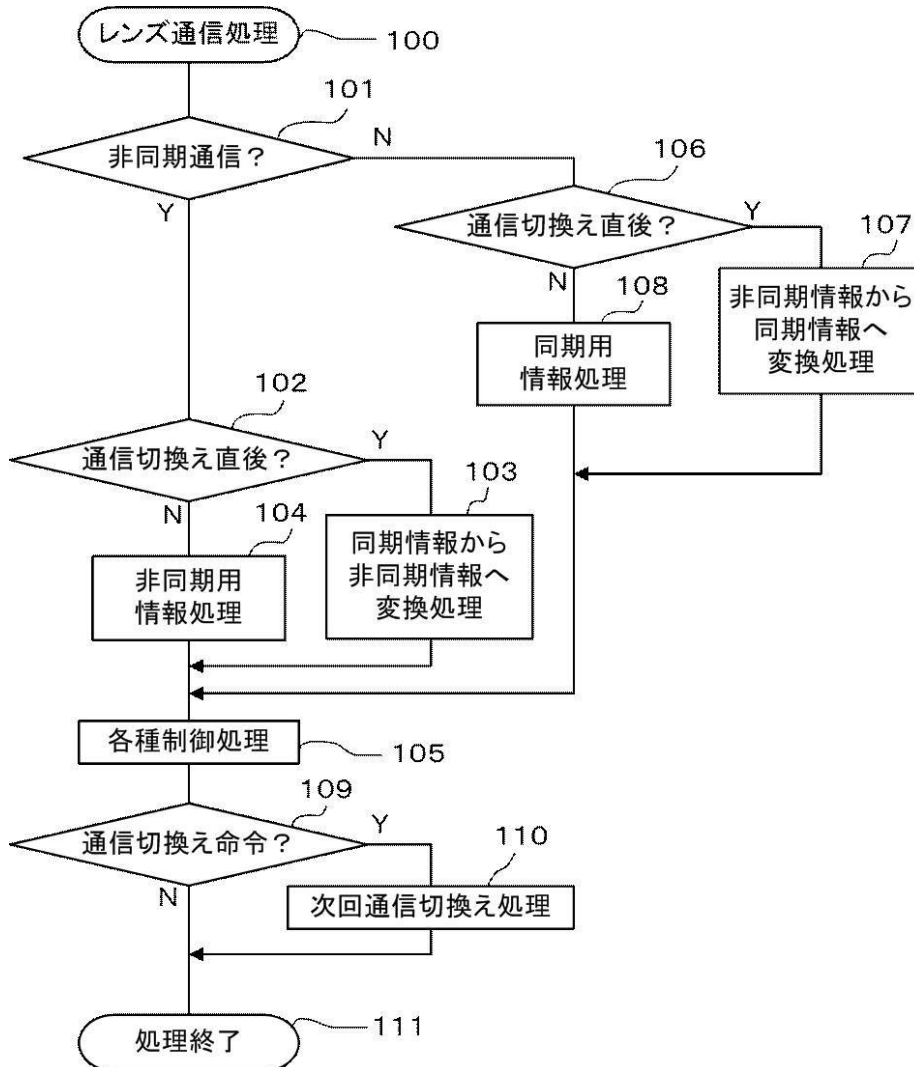 レンズ通信処理
100
101
非同期通信?
N
Y
106
通信切換え直後?
Y
N
107
非同期情報から
同期情報へ
変換処理
108
同期用
情報処理
102
通信切換え直後?
Y
N
103
同期情報から
非同期情報へ
変換処理
104
非同期用
情報処理
各種制御処理
105
109
通信切換え命令?
Y
N
110
次回通信切換え処理
処理終了
111